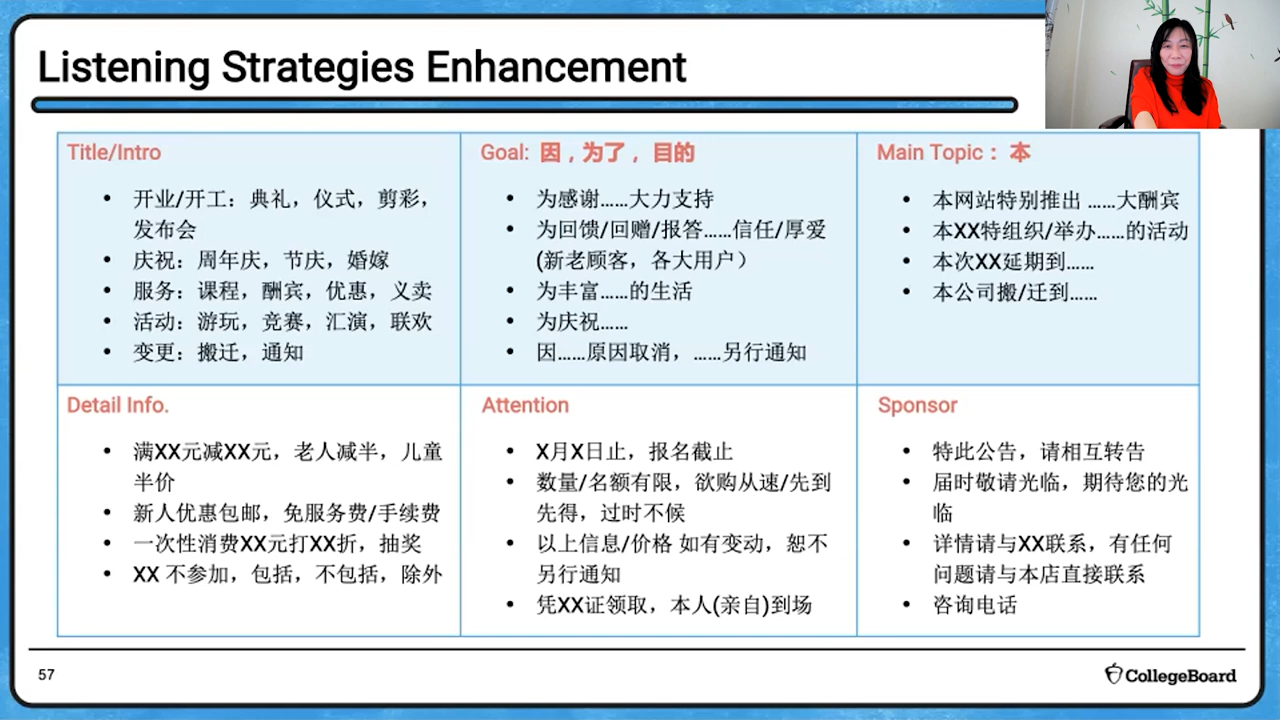 Listening Strategies Enhancement
Title/Intro
• 开业/开工：典礼，仪式，剪彩，
发布会
• 庆祝：周年庆，节庆，婚嫁
• 服务：课程，酬宾，优惠，义卖
• 活动：游玩，竞赛，汇演，联欢
• 变更：搬迁，通知
Goal: 因，为了， 目的
• 为感谢……大力支持
• 为回馈/回赠/报答……信任/厚爱
(新老顾客，各大用户）
• 为丰富……的生活
• 为庆祝……
• 因……原因取消，……另行通知
Main Topic： 本
• 本网站特别推出 ……大酬宾
• 本XX特组织/举办……的活动
• 本次XX延期到……
• 本公司搬/迁到……
Detail Info.
• 满XX元减XX元，老人减半，儿童
半价
• 新人优惠包邮，免服务费/手续费
• 一次性消费XX元打XX折，抽奖
• XX 不参加，包括，不包括，除外
Attention
• X月X日止，报名截止
• 数量/名额有限，欲购从速/先到
先得，过时不候
• 以上信息/价格 如有变动，恕不
另行通知
• 凭XX证领取，本人(亲自)到场
Sponsor
• 特此公告，请相互转告
• 届时敬请光临，期待您的光
临
• 详情请与XX联系，有任何
问题请与本店直接联系
• 咨询电话
57
CollegeBoard